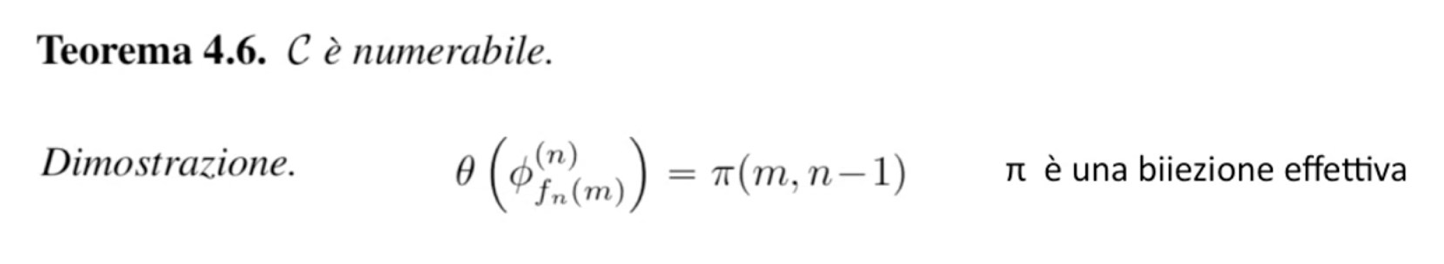 Teorema 4.6. 𝒞 è numerabile.
Dimostrazione. θ(ϕ^{(n)}_{f_n(m)}) = π(m, n−1) π è una biiezione effettiva